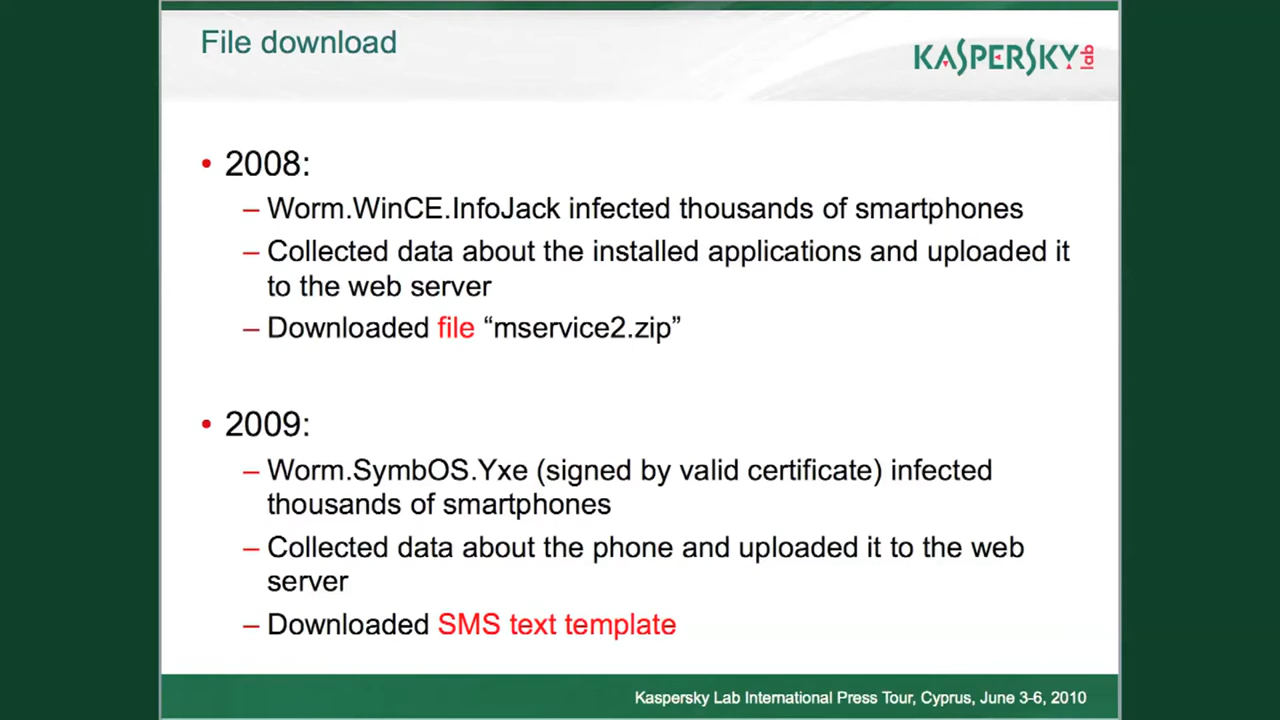 File download
KASPERSKY lab
• 2008:
– Worm.WinCE.InfoJack infected thousands of smartphones
– Collected data about the installed applications and uploaded it
to the web server
– Downloaded file “mservice2.zip”
• 2009:
– Worm.SymbOS.Yxe (signed by valid certificate) infected
thousands of smartphones
– Collected data about the phone and uploaded it to the web
server
– Downloaded SMS text template
Kaspersky Lab International Press Tour, Cyprus, June 3-6, 2010